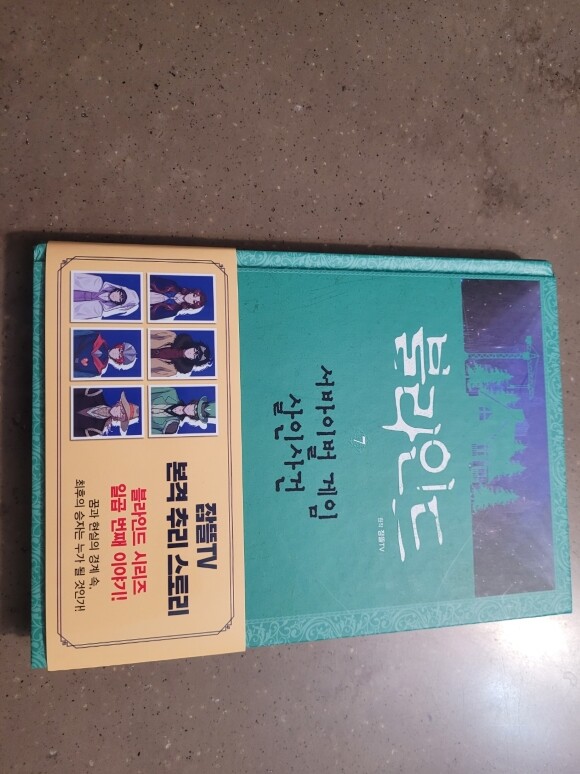 블라인드
7
서바이벌 게임
살인사건
원작 잠뜰TV
잠뜰TV
본격 추리 스토리
블라인드 시리즈
일곱 번째 이야기!
꿈과 현실의 경계 속,
최후의 승자는 누가 될 것인가!